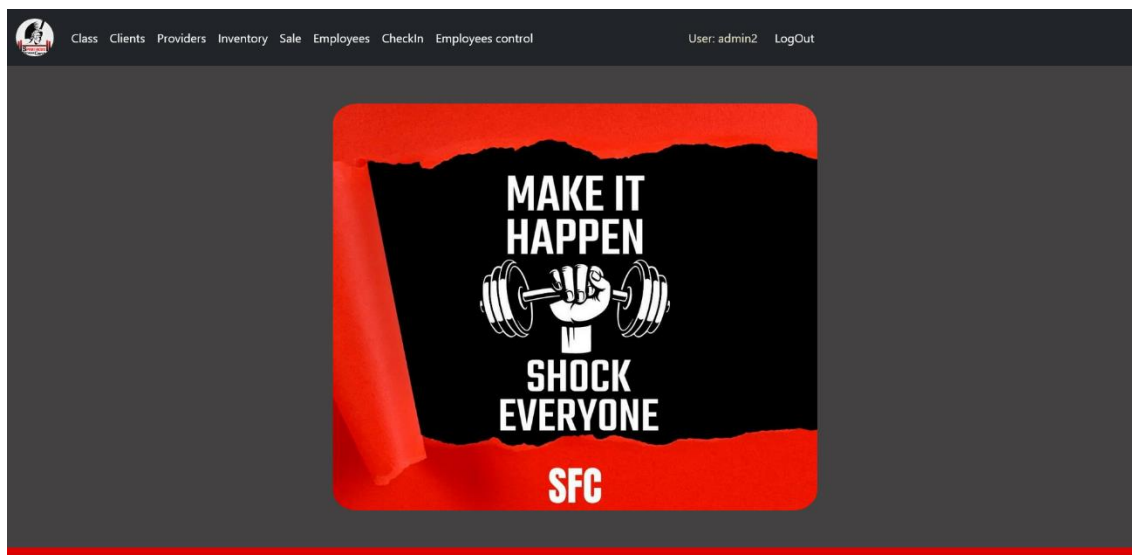 Class Clients Providers Inventory Sale Employees CheckIn Employees control User: admin2 LogOut
MAKE IT
HAPPEN
SHOCK
EVERYONE
SFC